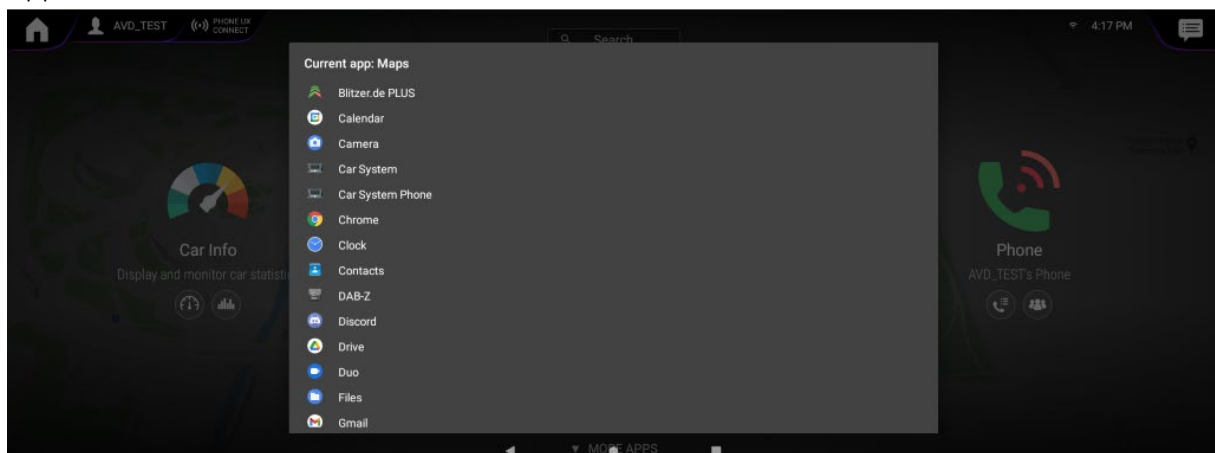 AVD_TEST
PHONE UX
CONNECT
Search
4:17 PM
Current app: Maps
Blitzer.de PLUS
Calendar
Camera
Car System
Car System Phone
Chrome
Clock
Contacts
DAB-Z
Discord
Drive
Duo
Files
Gmail
Car Info
Display and monitor car statisti
Phone
AVD_TEST's Phone
MORE APPS